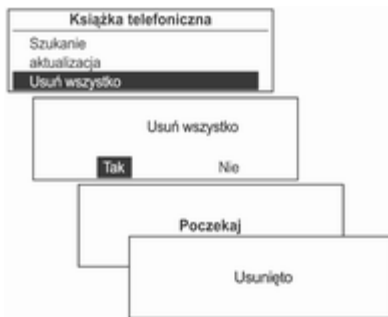 Książka telefoniczna
Szukanie
aktualizacja
Usuń wszystko
Usuń wszystko
Tak Nie
Poczekaj
Usunięto